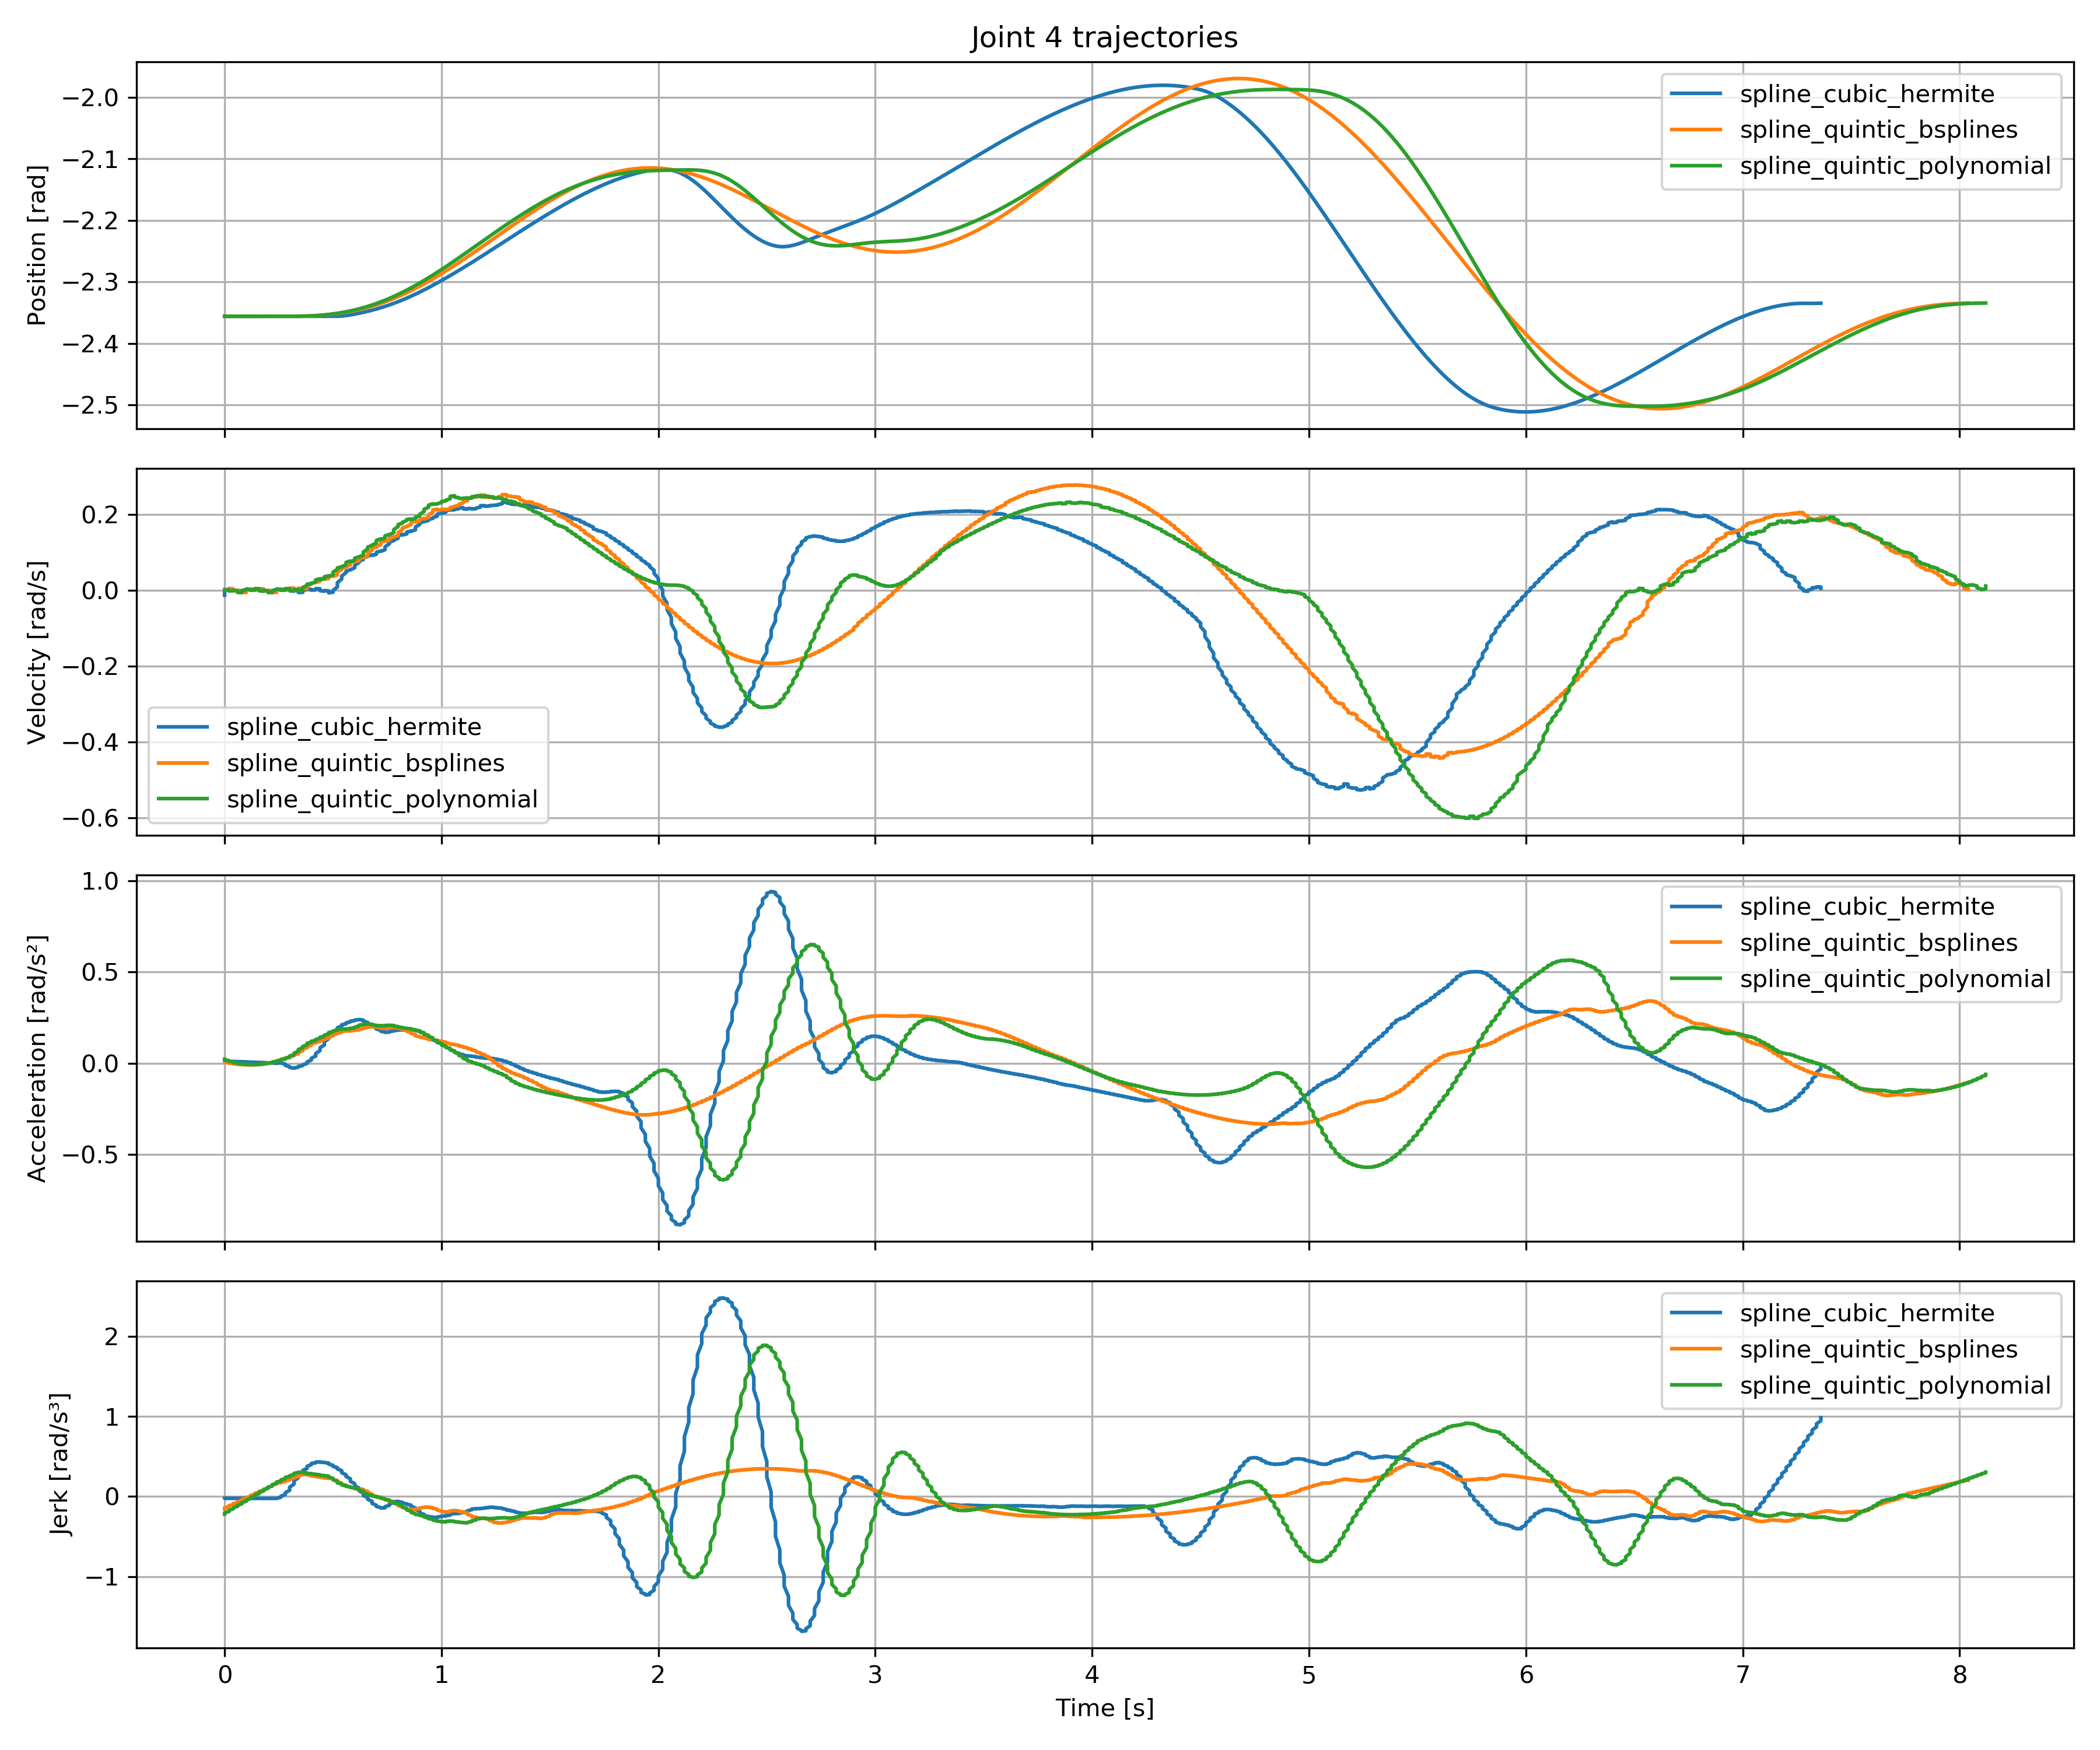 Joint 4 trajectories
Position [rad]
−2.0
−2.1
−2.2
−2.3
−2.4
−2.5
spline_cubic_hermite
spline_quintic_bsplines
spline_quintic_polynomial
Velocity [rad/s]
0.2
0.0
−0.2
−0.4
−0.6
spline_cubic_hermite
spline_quintic_bsplines
spline_quintic_polynomial
Acceleration [rad/s²]
1.0
0.5
0.0
−0.5
spline_cubic_hermite
spline_quintic_bsplines
spline_quintic_polynomial
Jerk [rad/s³]
2
1
0
−1
spline_cubic_hermite
spline_quintic_bsplines
spline_quintic_polynomial
0 1 2 3 4 5 6 7 8
Time [s]